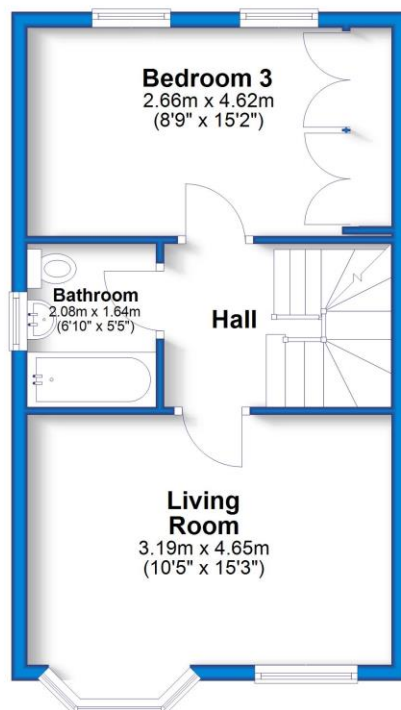 Bedroom 3
2.66m x 4.62m
(8'9" x 15'2")
Bathroom
2.08m x 1.64m
(6'10" x 5'5")
Hall
Living
Room
3.19m x 4.65m
(10'5" x 15'3")